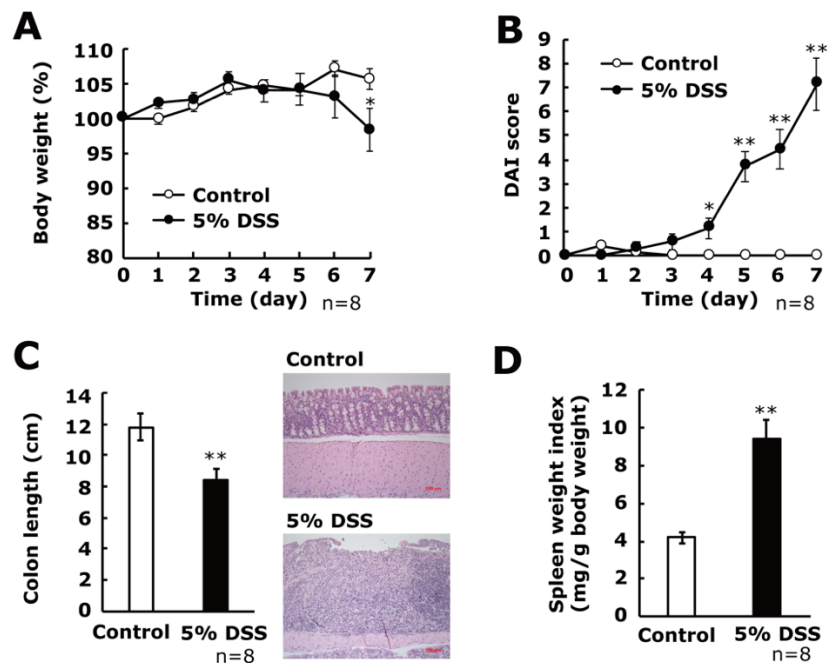 A
Body weight (%)
110
105
100
95
90
85
80
Control
5% DSS
*
0 1 2 3 4 5 6 7
Time (day) n=8
B
DAI score
9
8
7
6
5
4
3
2
1
0
Control
5% DSS
*
**
**
**
0 1 2 3 4 5 6 7
Time (day) n=8
C
Colon length (cm)
14
12
10
8
6
4
2
0
**
Control 5% DSS
n=8
Control
5% DSS
D
Spleen weight index
(mg/g body weight)
12
10
8
6
4
2
0
**
Control 5% DSS
n=8